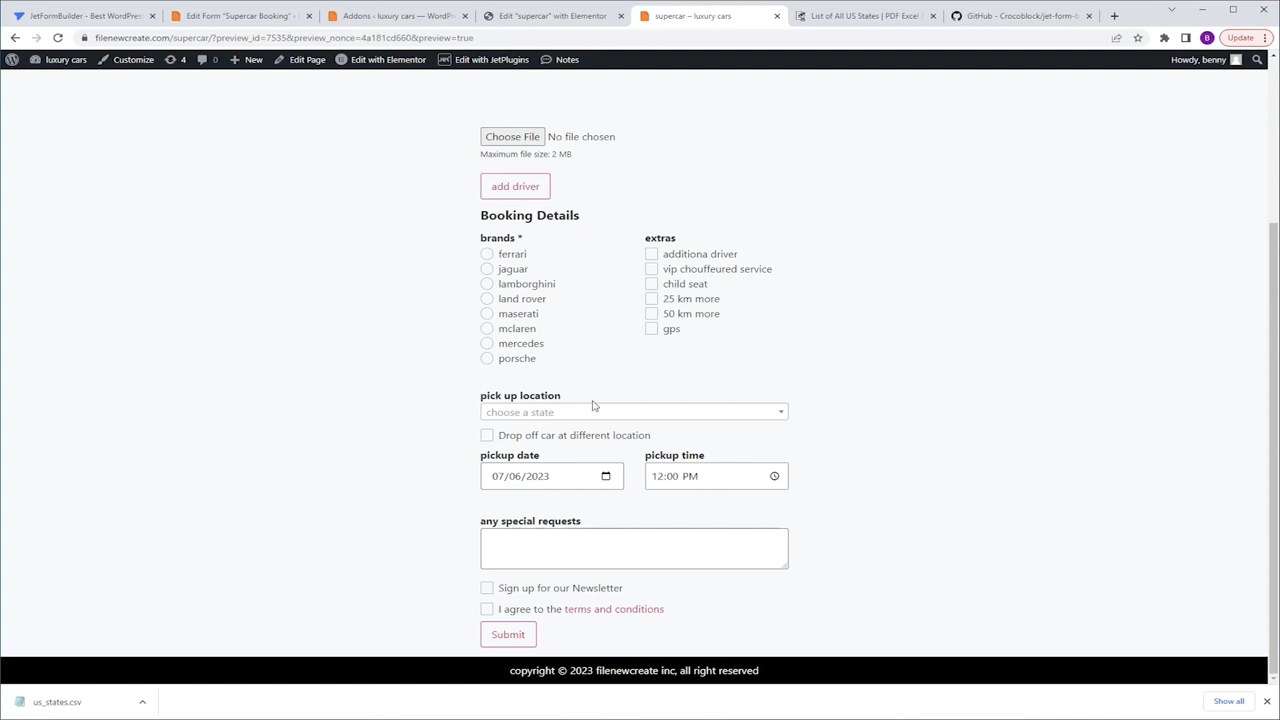 JetFormBuilder - Best WordPress
Edit Form "Supercar Booking" ‹
Addons ‹ luxury cars — WordPr
Edit "supercar" with Elementor
supercar – luxury cars
List of All US States | PDF Excel
GitHub - Crocoblock/jet-form-b
filenewcreate.com/supercar/?preview_id=7535&preview_nonce=4a181cd660&preview=true
B
Update
luxury cars
Customize
4
0
New
Edit Page
Edit with Elementor
Edit with JetPlugins
Notes
Howdy, benny
Choose File No file chosen
Maximum file size: 2 MB
add driver
Booking Details
brands *
ferrari
jaguar
lamborghini
land rover
maserati
mclaren
mercedes
porsche
extras
additiona driver
vip chouffeured service
child seat
25 km more
50 km more
gps
pick up location
choose a state
Drop off car at different location
pickup date
07/06/2023
pickup time
12:00 PM
any special requests
Sign up for our Newsletter
I agree to the terms and conditions
Submit
copyright © 2023 filenewcreate inc, all right reserved
us_states.csv
Show all